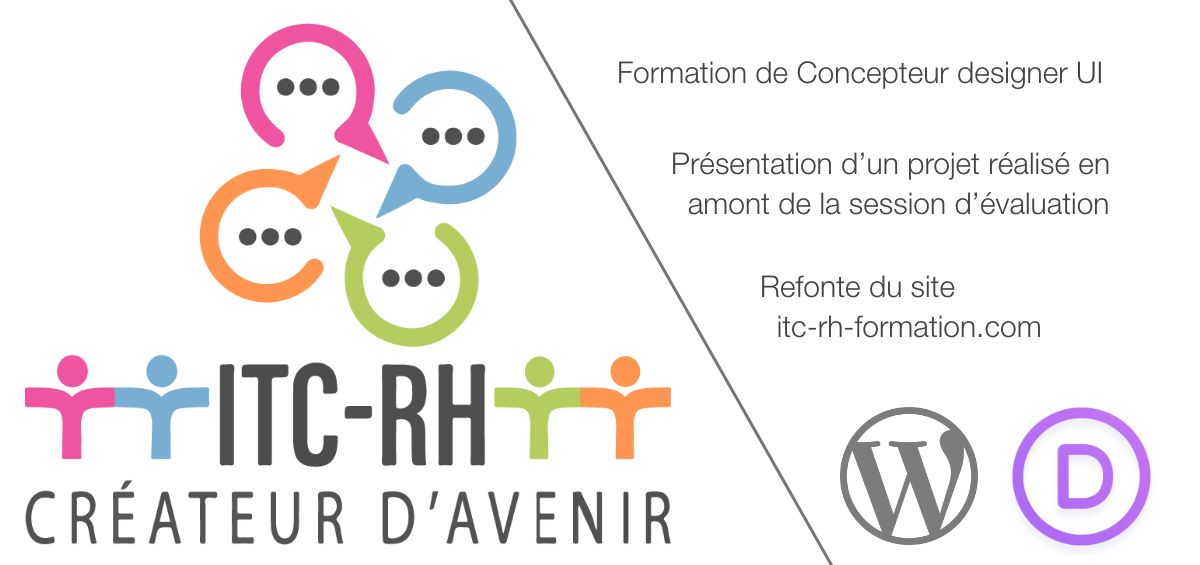 ITC-RH
CRÉATEUR D'AVENIR
Formation de Concepteur designer UI
Présentation d’un projet réalisé en
amont de la session d’évaluation
Refonte du site
itc-rh-formation.com
W
D